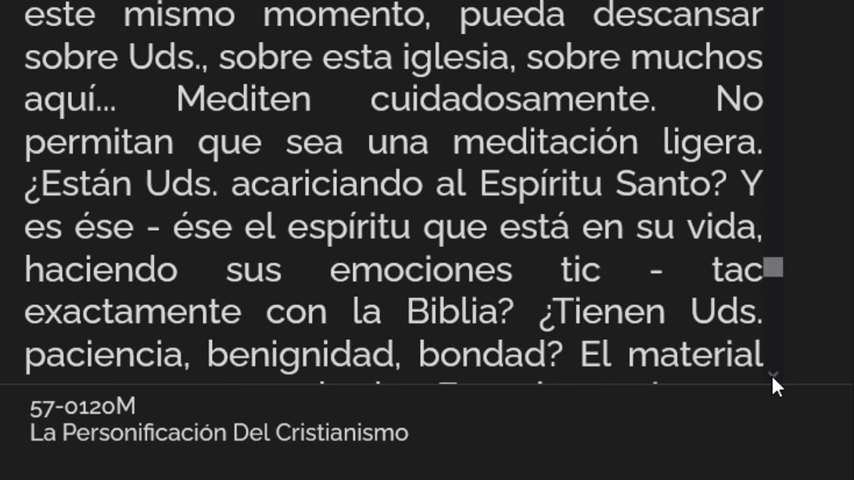 este mismo momento, pueda descansar
sobre Uds., sobre esta iglesia, sobre muchos
aquí... Mediten cuidadosamente. No
permitan que sea una meditación ligera.
¿Están Uds. acariciando al Espíritu Santo? Y
es ése - ése el espíritu que está en su vida,
haciendo sus emociones tic - tac
exactamente con la Biblia? ¿Tienen Uds.
paciencia, benignidad, bondad? El material
57-0120M
La Personificación Del Cristianismo